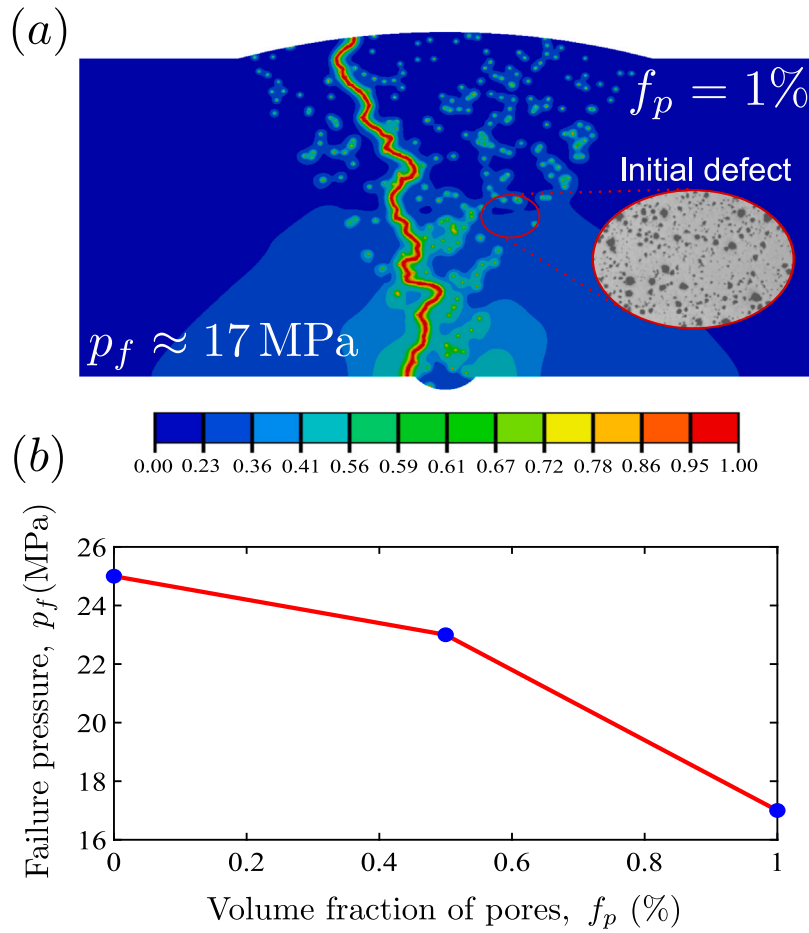 (a)
f_p = 1%
Initial defect
p_f ≈ 17 MPa
0.00 0.23 0.36 0.41 0.56 0.59 0.61 0.67 0.72 0.78 0.86 0.95 1.00
(b)
Failure pressure, p_f (MPa)
26
24
22
20
18
16
0 0.2 0.4 0.6 0.8 1
Volume fraction of pores, f_p (%)